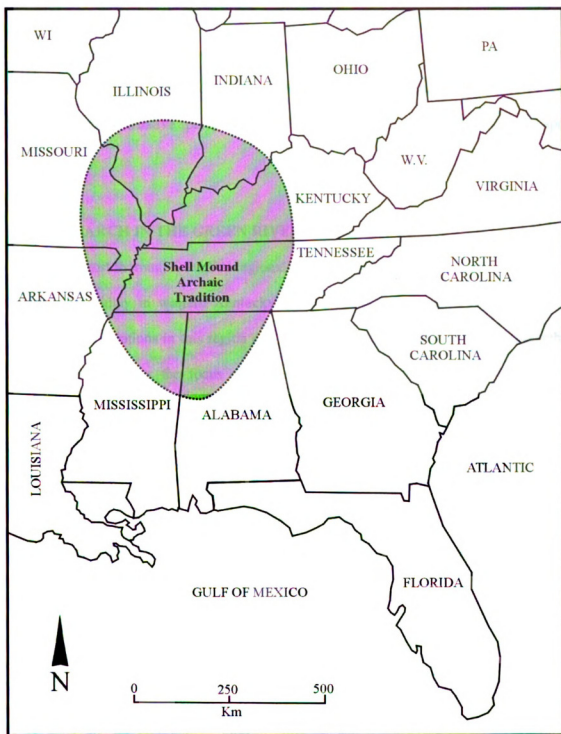 WI
PA
OHIO
INDIANA
ILLINOIS
MISSOURI
W.V.
VIRGINIA
KENTUCKY
TENNESSEE
NORTH
CAROLINA
Shell Mound
Archaic
Tradition
ARKANSAS
SOUTH
CAROLINA
MISSISSIPPI
ALABAMA
GEORGIA
LOUISIANA
ATLANTIC
FLORIDA
GULF OF MEXICO
N
0 250 500
Km